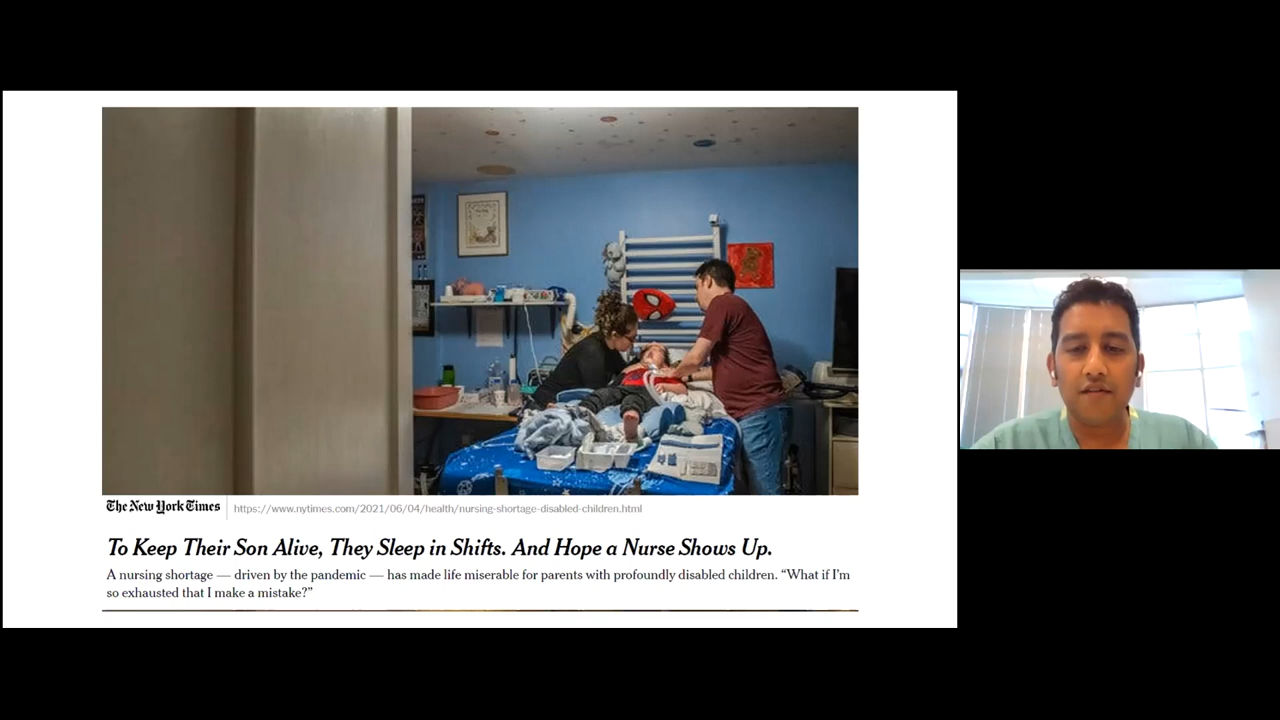 The New York Times
https://www.nytimes.com/2021/06/04/health/nursing-shortage-disabled-children.html
To Keep Their Son Alive, They Sleep in Shifts. And Hope a Nurse Shows Up.
A nursing shortage — driven by the pandemic — has made life miserable for parents with profoundly disabled children. “What if I’m
so exhausted that I make a mistake?”